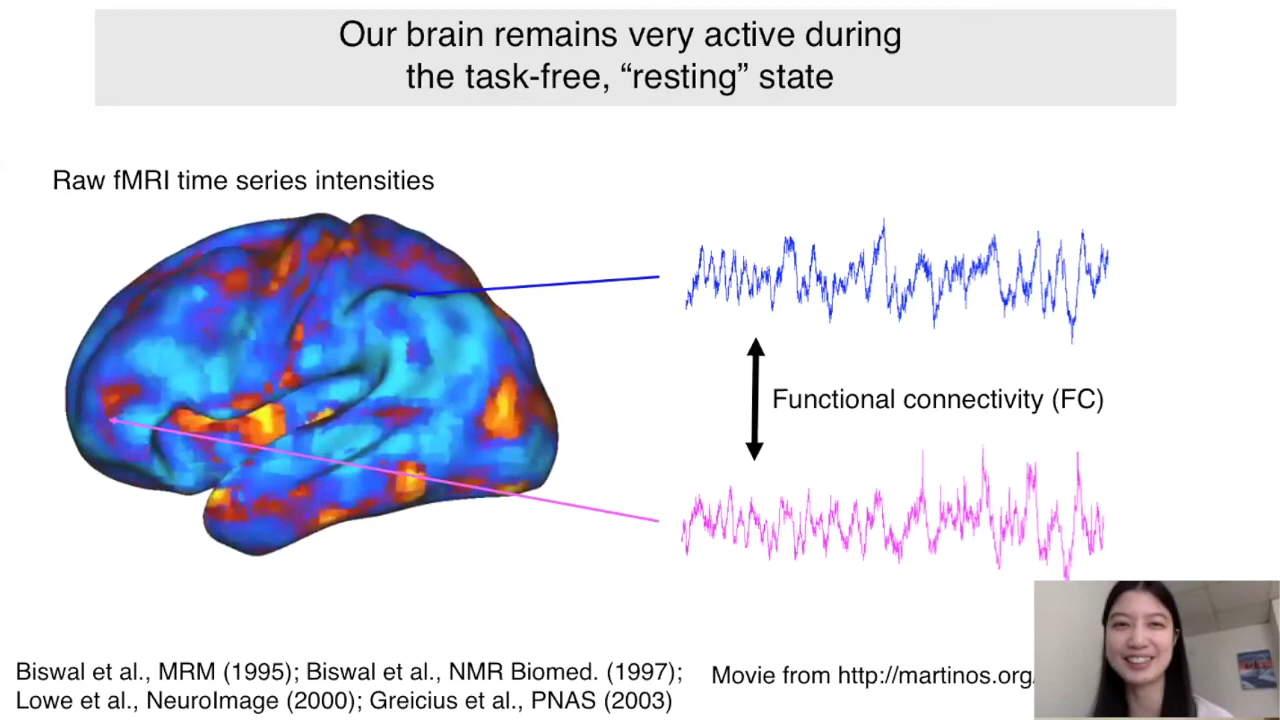 Our brain remains very active during
the task-free, “resting” state
Raw fMRI time series intensities
Functional connectivity (FC)
Biswal et al., MRM (1995); Biswal et al., NMR Biomed. (1997);
Lowe et al., NeuroImage (2000); Greicius et al., PNAS (2003)
Movie from http://martinos.org/